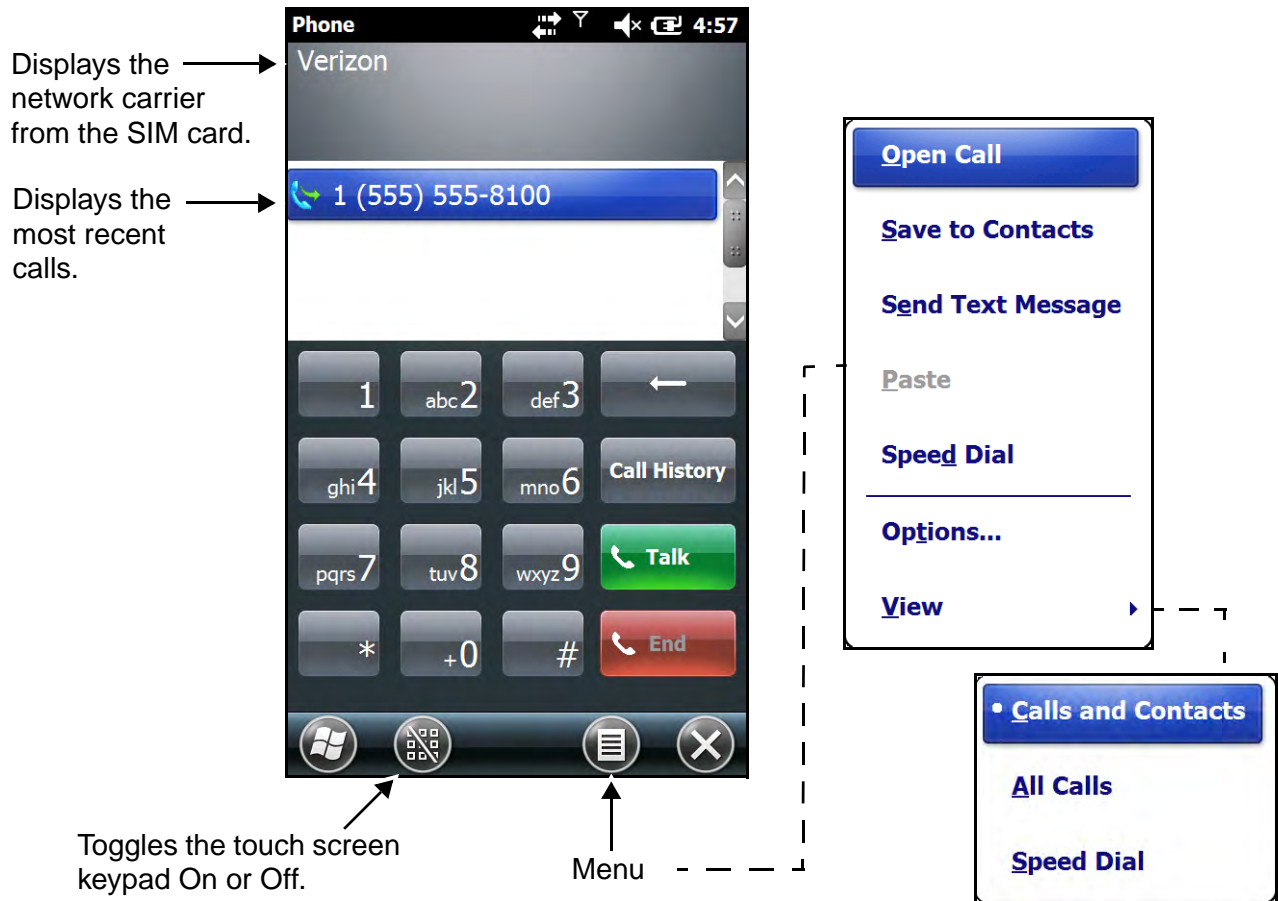 Phone
4:57
Verizon
Displays the
network carrier
from the SIM card.
Displays the
most recent
calls.
1 (555) 555-8100
1
abc2
def3
ghi4
jkl5
mno6
Call History
pqrs7
tuv8
wxyz9
Talk
*
+0
#
End
Toggles the touch screen
keypad On or Off.
Menu
Open Call
Save to Contacts
Send Text Message
Paste
Speed Dial
Options...
View
Calls and Contacts
All Calls
Speed Dial